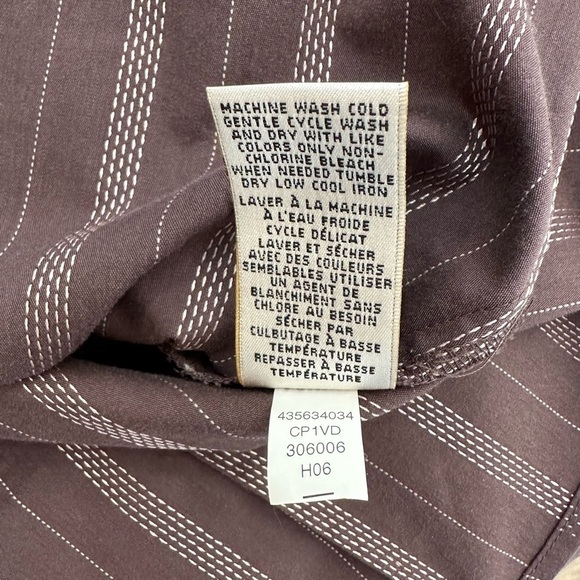 MACHINE WASH COLD
GENTLE CYCLE WASH
AND DRY WITH LIKE
COLORS ONLY NON-
CHLORINE BLEACH
WHEN NEEDED TUMBLE
DRY LOW COOL IRON
LAVER À LA MACHINE
À L'EAU FROIDE
CYCLE DÉLICAT
LAVER ET SÉCHER
AVEC DES COULEURS
SEMBLABLES UTILISER
UN AGENT DE
BLANCHIMENT SANS
CHLORE AU BESOIN
SÉCHER PAR
CULBUTAGE À BASSE
TEMPÉRATURE
REPASSER À BASSE
TEMPÉRATURE
435634034
CP1VD
306006
H06